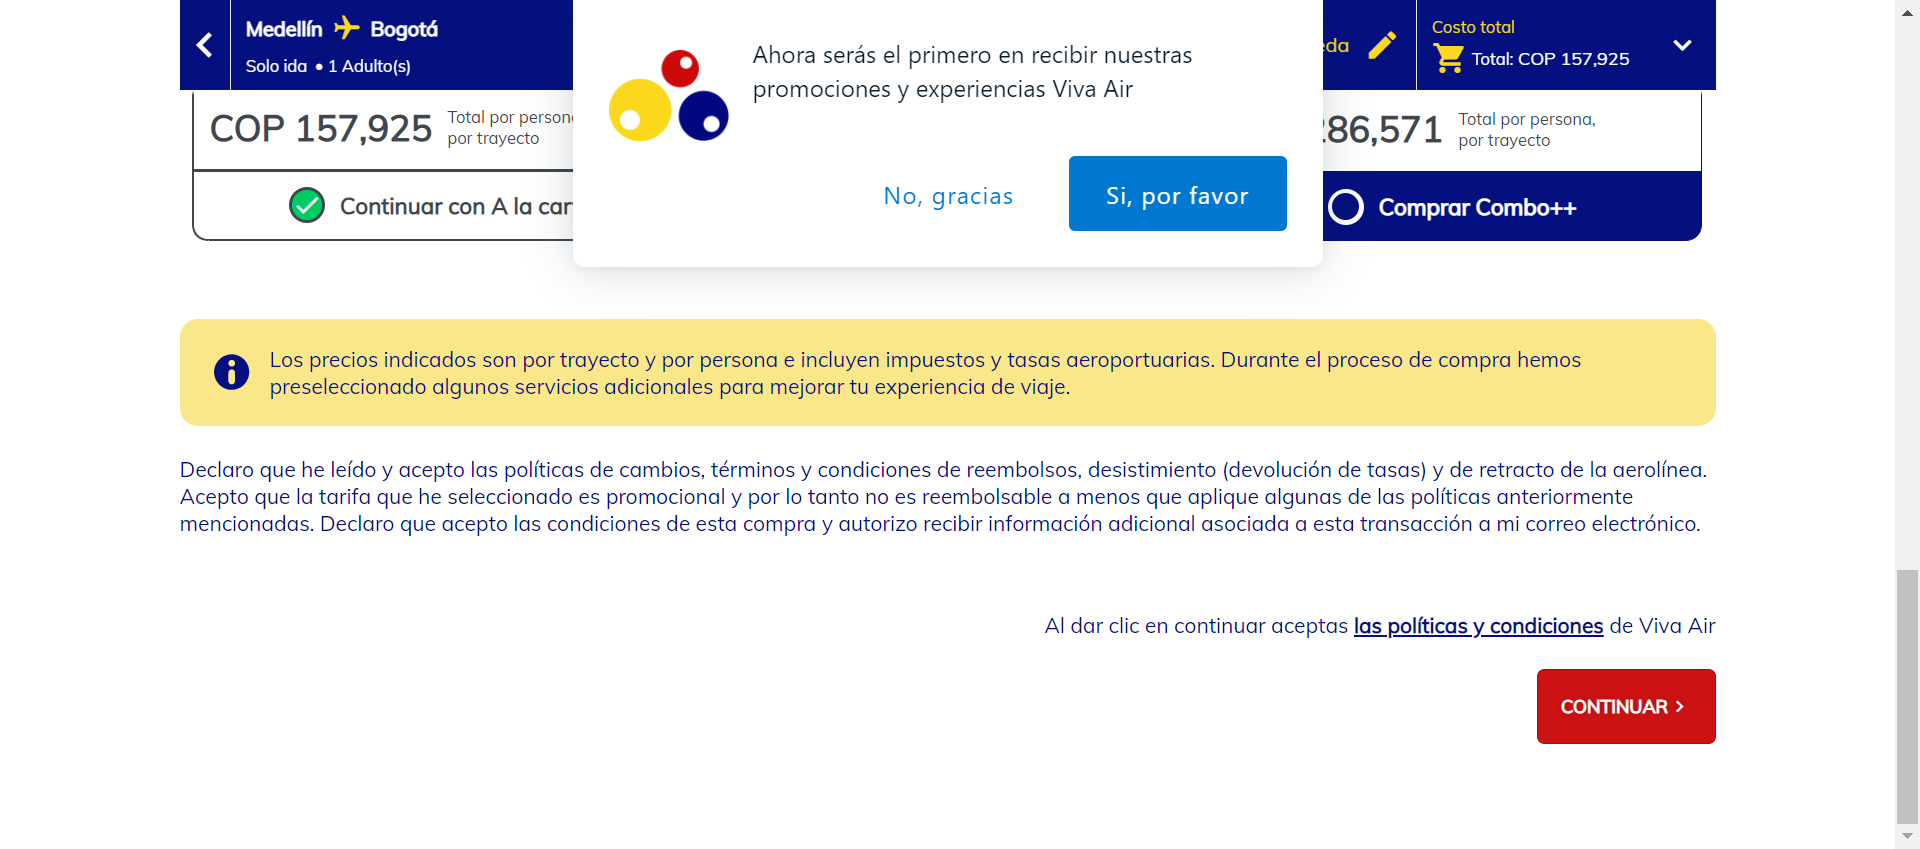 Medellín Bogotá
Solo ida • 1 Adulto(s)
Costo total
Total: COP 157,925
Ahora serás el primero en recibir nuestras
promociones y experiencias Viva Air
No, gracias
Si, por favor
COP 157,925
Total por
por trayecto
286,571
Total por persona,
por trayecto
Continuar con A la
Comprar Combo++
Los precios indicados son por trayecto y por persona e incluyen impuestos y tasas aeroportuarias. Durante el proceso de compra hemos
preseleccionado algunos servicios adicionales para mejorar tu experiencia de viaje.
Declaro que he leído y acepto las políticas de cambios, términos y condiciones de reembolsos, desistimiento (devolución de tasas) y de retracto de la aerolínea.
Acepto que la tarifa que he seleccionado es promocional y por lo tanto no es reembolsable a menos que aplique algunas de las políticas anteriormente
mencionadas. Declaro que acepto las condiciones de esta compra y autorizo recibir información adicional asociada a esta transacción a mi correo electrónico.
Al dar clic en continuar aceptas las políticas y condiciones de Viva Air
CONTINUAR >